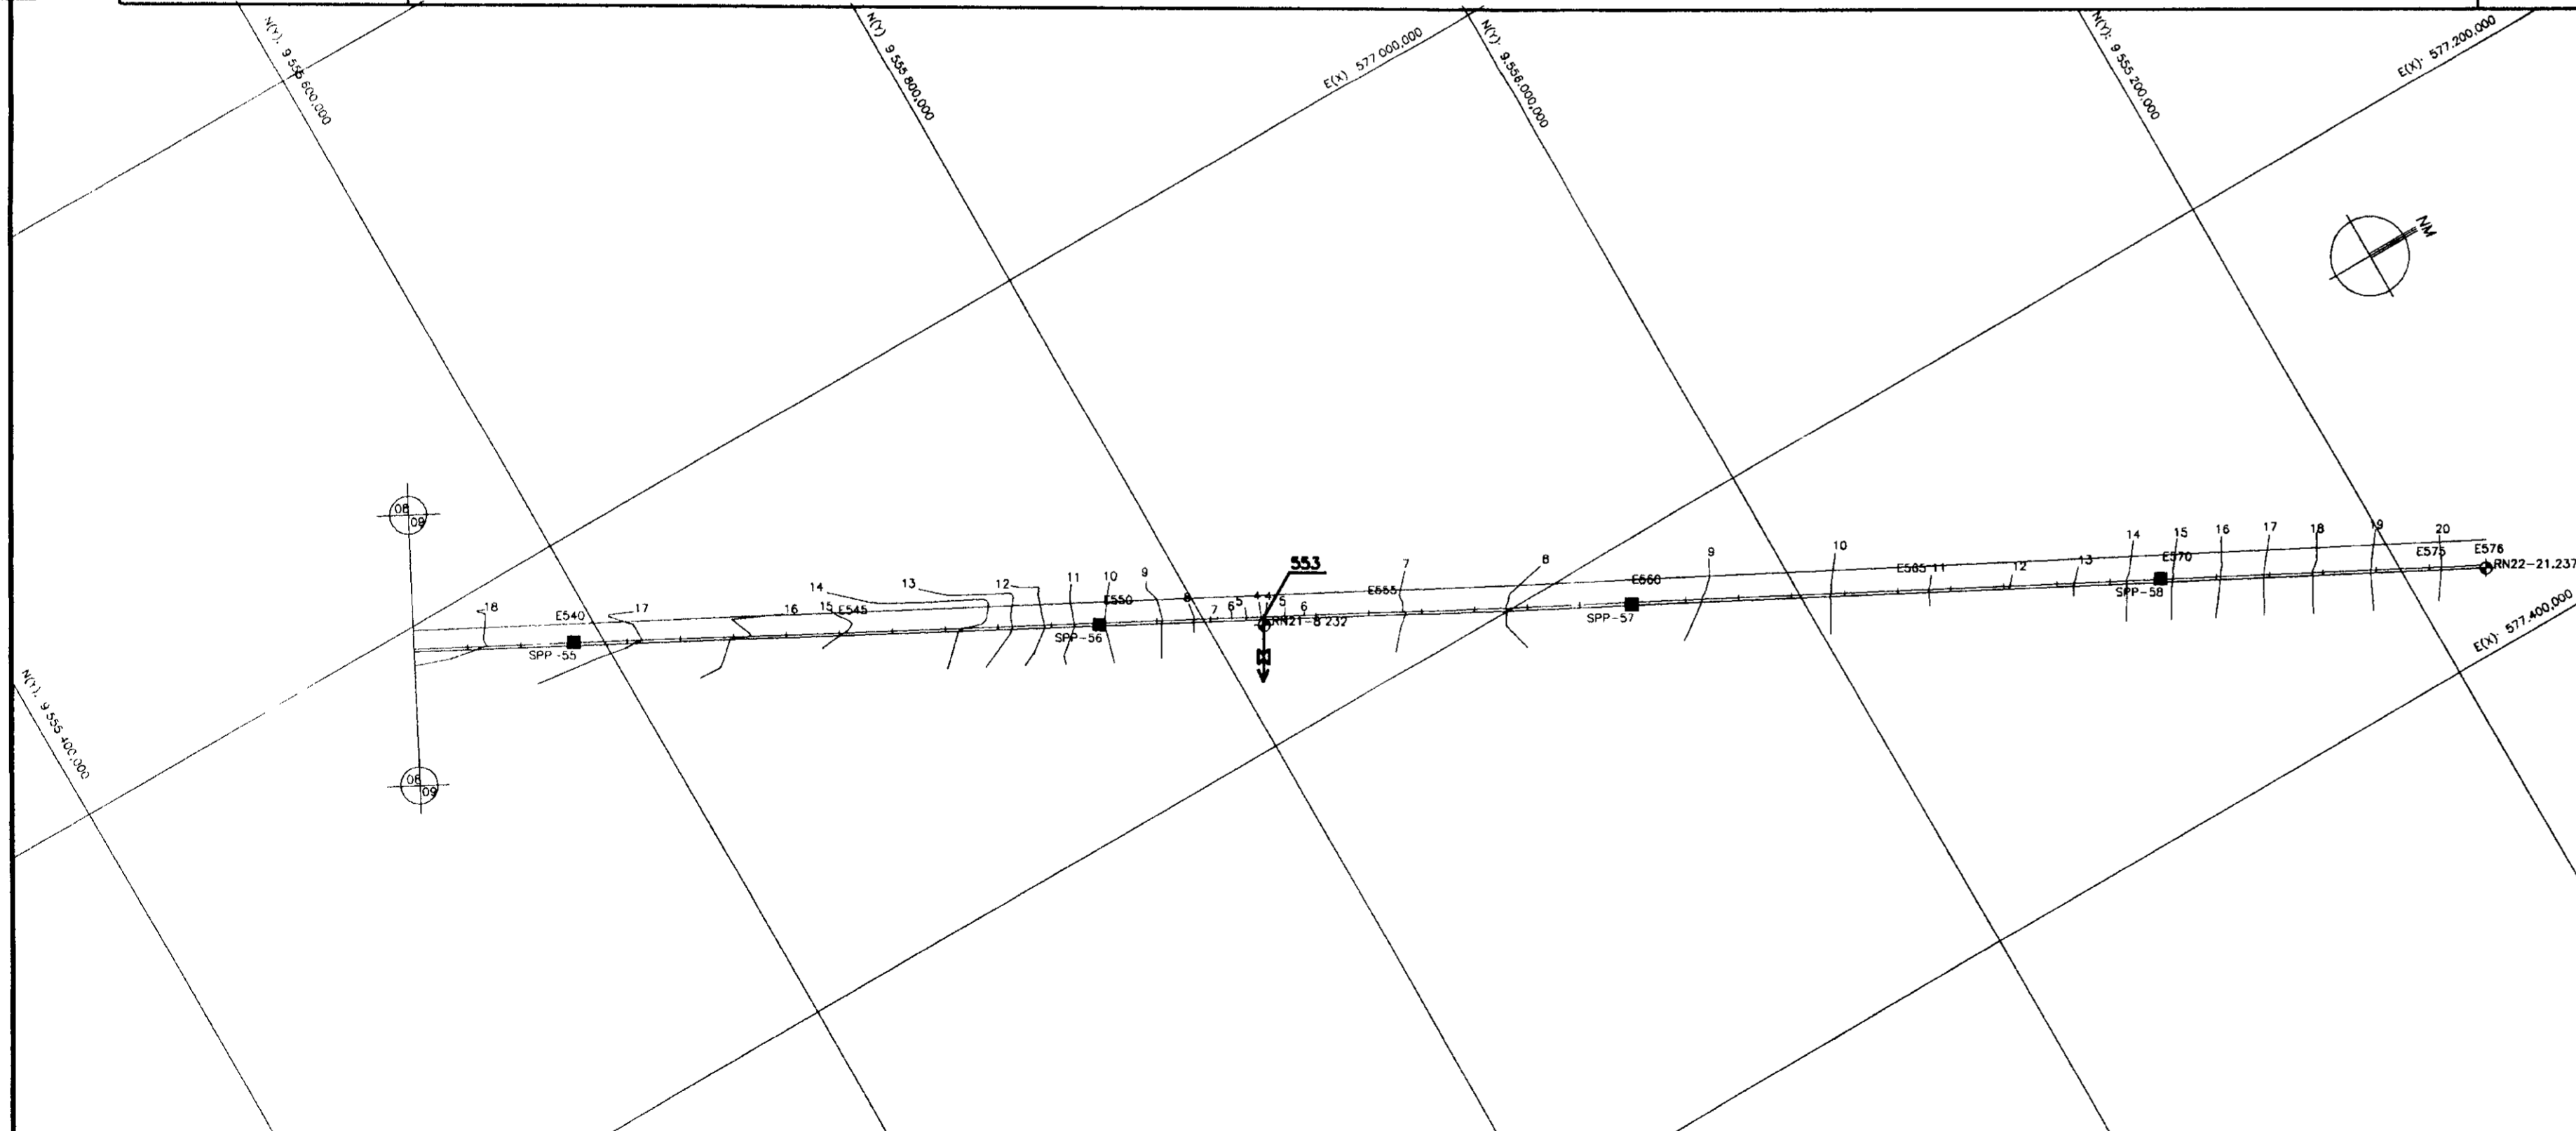 N(Y): 9 555 600,000
N(Y) 9 555 800,000
E(X) 577 000,000
N(Y): 9.556.000,000
N(Y): 9 555 200,000
E(X): 577.200,000
NM
08
09
553
14
13
12
11
10
9
8
7
6
5
4
4
5
6
7
8
9
10
11
12
13
14
15
16
17
18
19
20
18
E540
17
16
15
E545
E550
E555
E560
E565
E570
E575
E576
SPP-55
SPP-56
RN21-8 232
SPP-57
SPP-58
RN22-21.237
E(X): 577.400,000
N(Y): 9 555 400,000
08
09